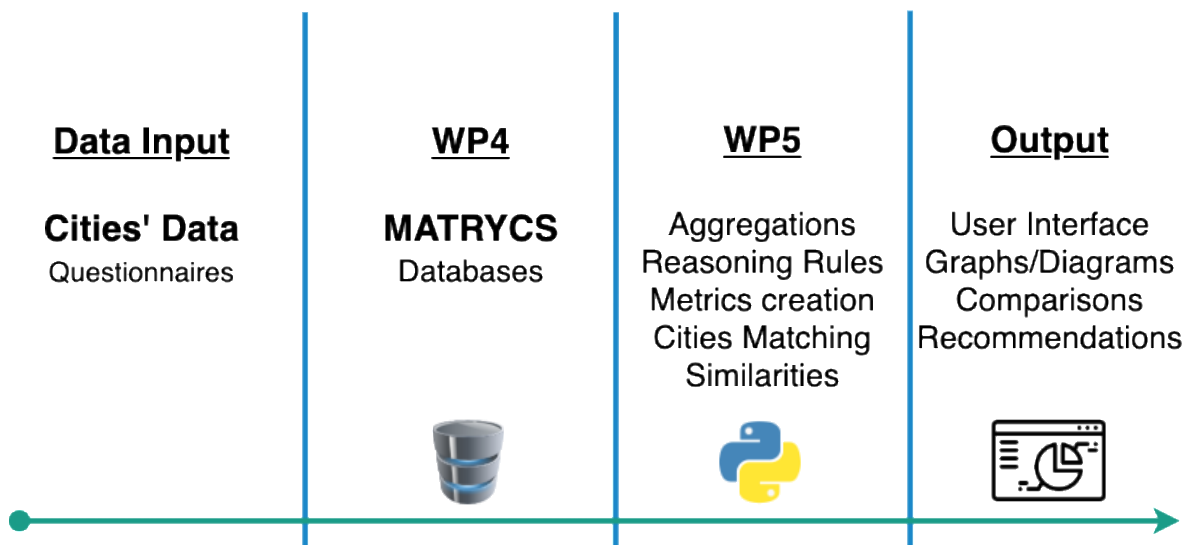 Data Input
Cities' Data
Questionnaires
WP4
MATRYCS
Databases
WP5
Aggregations
Reasoning Rules
Metrics creation
Cities Matching
Similarities
Output
User Interface
Graphs/Diagrams
Comparisons
Recommendations